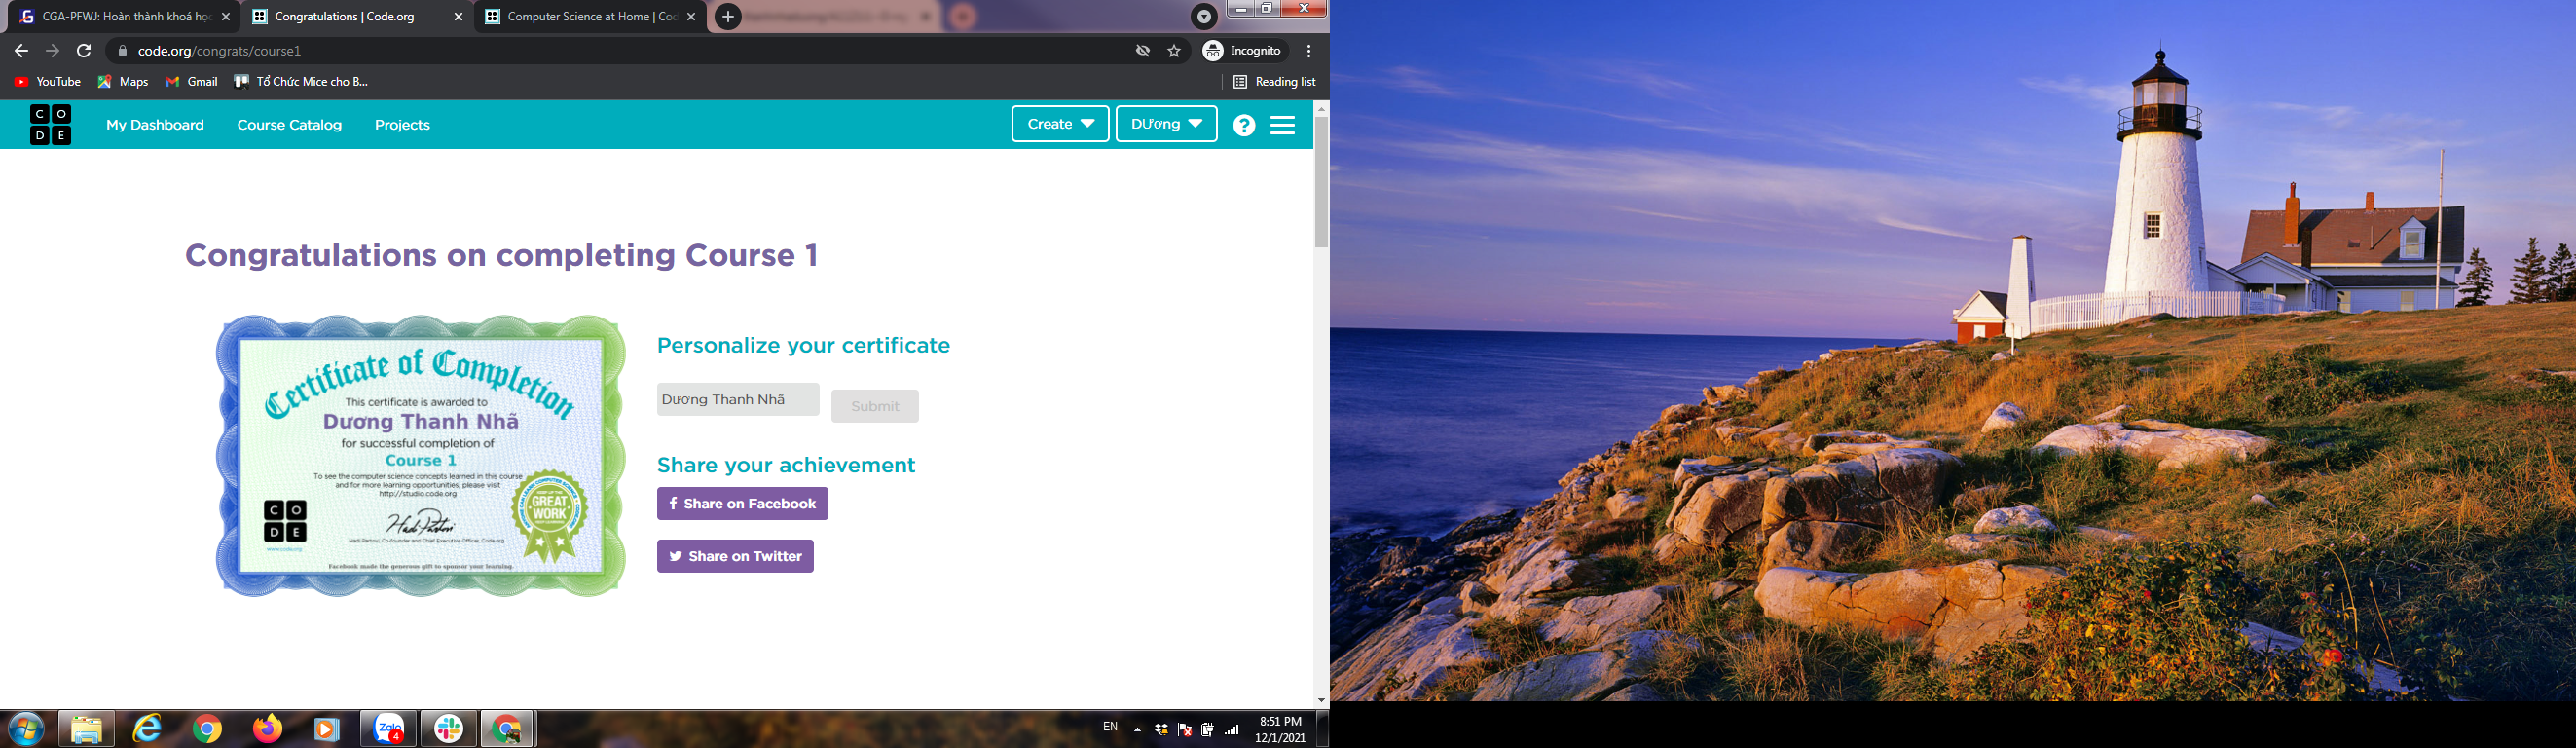 CGA-PFWJ: Hoàn thành khoá họ
Congratulations | Code.org
Computer Science at Home | Co
code.org/congrats/course1
Incognito
YouTube
Maps
Gmail
Tổ Chức Mice cho B...
Reading list
C O
D E
My Dashboard
Course Catalog
Projects
Create
DƯơng
?
Congratulations on completing Course 1
Certificate of Completion
This certificate is awarded to
Dương Thanh Nhã
for successful completion of
Course 1
To see the computer science concepts learned in this course
and for more learning opportunities, please visit
http://studio.code.org
C O
D E
www.code.org
Hadi Partovi, Co-founder and Chief Executive Officer, Code.org
GREAT
WORK
Facebook made the generous gift to sponsor your learning.
Personalize your certificate
Dương Thanh Nhã
Submit
Share your achievement
Share on Facebook
Share on Twitter
Zalo
4
EN
8:51 PM
12/1/2021